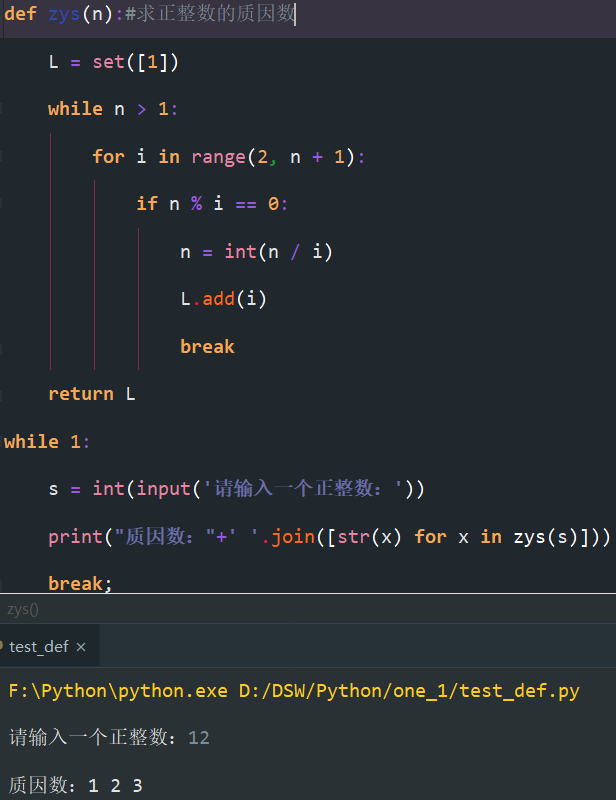 def zys(n):#求正整数的质因数
L = set([1])
while n > 1:
for i in range(2, n + 1):
if n % i == 0:
n = int(n / i)
L.add(i)
break
return L
while 1:
s = int(input('请输入一个正整数: '))
print("质因数: "+' '.join([str(x) for x in zys(s)]))
break;
zys()
test_def ×
F:\Python\python.exe D:/DSW/Python/one_1/test_def.py
请输入一个正整数: 12
质因数: 1 2 3